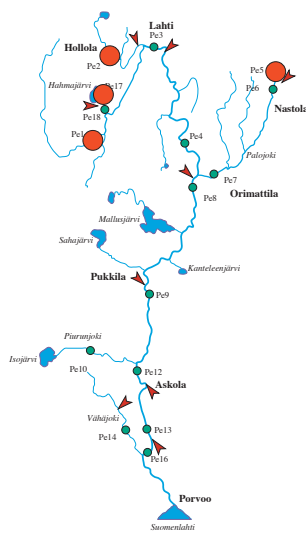 Lahti
Pe3
Hollola
Pe2
Pe5
Hahmajärvi
Pe17
Pe6
Nastola
Pe18
Pe1
Pe4
Palojoki
Pe7
Orimattila
Pe8
Mallusjärvi
Sahajärvi
Kanteleenjärvi
Pukkila
Pe9
Piurunjoki
Isojärvi
Pe10
Pe12
Askola
Vähäjoki
Pe14
Pe13
Pe16
Porvoo
Suomenlahti